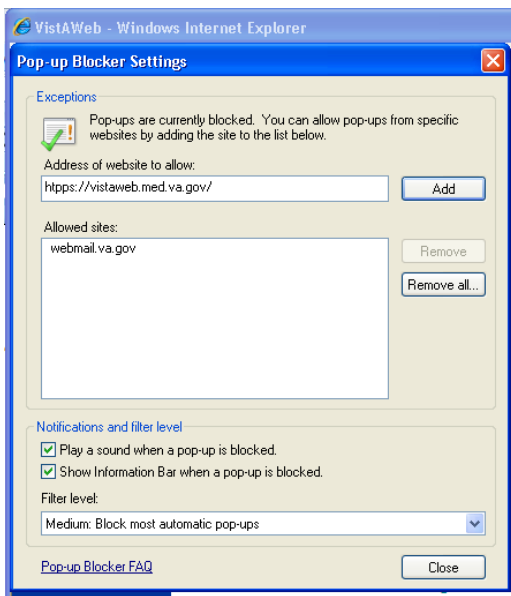 VistAWeb - Windows Internet Explorer
Pop-up Blocker Settings
Exceptions
Pop-ups are currently blocked. You can allow pop-ups from specific
websites by adding the site to the list below.
Address of website to allow:
htpps://vistaweb.med.va.gov/
Add
Allowed sites:
webmail.va.gov
Remove
Remove all...
Notifications and filter level
Play a sound when a pop-up is blocked.
Show Information Bar when a pop-up is blocked.
Filter level:
Medium: Block most automatic pop-ups
Pop-up Blocker FAQ
Close